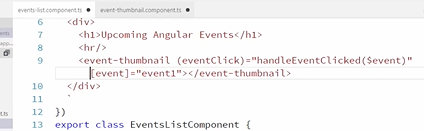 events-list.component.ts ● event-thumbnail.component.ts ●
6 <div>
7 <h1>Upcoming Angular Events</h1>
8 <hr/>
9 <event-thumbnail (eventClick)="handleEventClicked($event)"
[event]="event1"></event-thumbnail>
10 </div>
11 `
12 })
13 export class EventsListComponent {